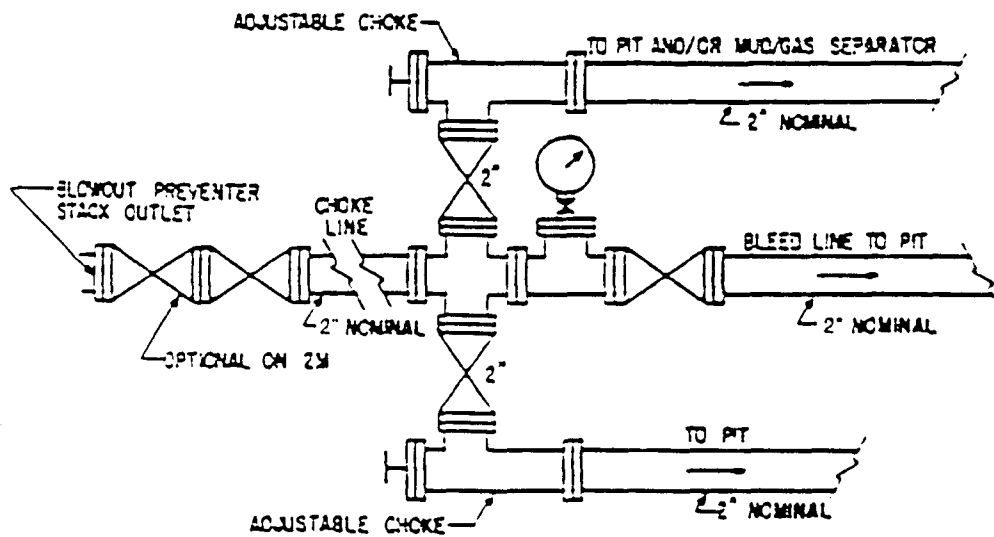 ADJUSTABLE CHOKE
TO PIT AND/OR MUD/GAS SEPARATOR
2" NOMINAL
2"
BLOWOUT PREVENTER
STACK OUTLET
CHOKE
LINE
BLEED LINE TO PIT
2" NOMINAL
2" NOMINAL
OPTIONAL ON 2M
2"
TO PIT
2" NOMINAL
ADJUSTABLE CHOKE